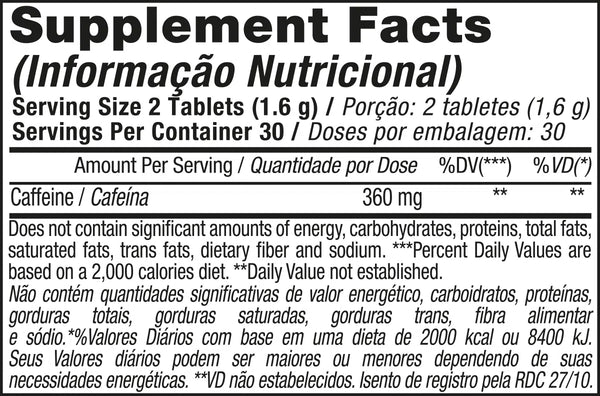 Supplement Facts
(Informação Nutricional)
Serving Size 2 Tablets (1.6 g) / Porção: 2 tabletes (1,6 g)
Servings Per Container 30 / Doses por embalagem: 30
Amount Per Serving / Quantidade por Dose %DV(***) %VD(*)
Caffeine / Cafeína 360 mg ** **
Does not contain significant amounts of energy, carbohydrates, proteins, total fats,
saturated fats, trans fats, dietary fiber and sodium. ***Percent Daily Values are
based on a 2,000 calories diet. **Daily Value not established.
Não contém quantidades significativas de valor energético, carboidratos, proteínas,
gorduras totais, gorduras saturadas, gorduras trans, fibra alimentar
e sódio.*%Valores Diários com base em uma dieta de 2000 kcal ou 8400 kJ.
Seus Valores diários podem ser maiores ou menores dependendo de suas
necessidades energéticas. **VD não estabelecidos. Isento de registro pela RDC 27/10.